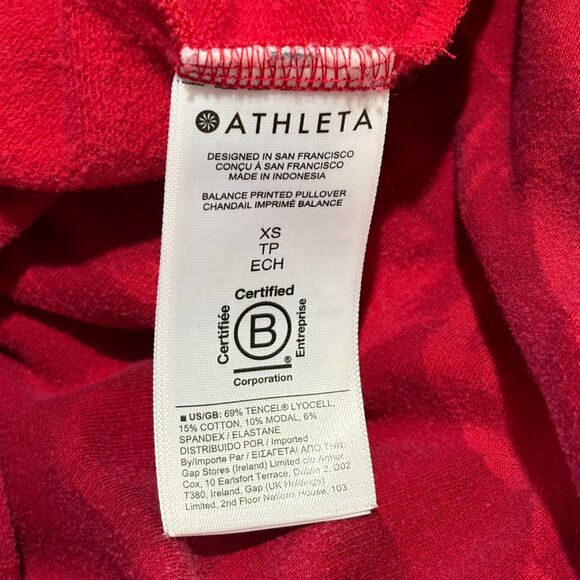 ATHLETA
DESIGNED IN SAN FRANCISCO
CONÇU À SAN FRANCISCO
MADE IN INDONESIA
BALANCE PRINTED PULLOVER
CHANDAIL IMPRIMÉ BALANCE
XS
TP
ECH
Certified
Certifiée
B
Entreprise
®
Corporation
US/GB: 69% TENCEL® LYOCELL,
15% COTTON, 10% MODAL, 6%
SPANDEX / ELASTANE
DISTRIBUIDO POR / Imported
By/Importe Par / ΕΙΣΑΓΕΤΑΙ ΑΠΟ ΤΗΝ:
Gap Stores (Ireland) Limited c/o Arthur
Cox, 10 Earlsfort Terrace, Dublin 2, D02
T380, Ireland, Gap (UK Holdings)
Limited, 2nd Floor Nations House, 103